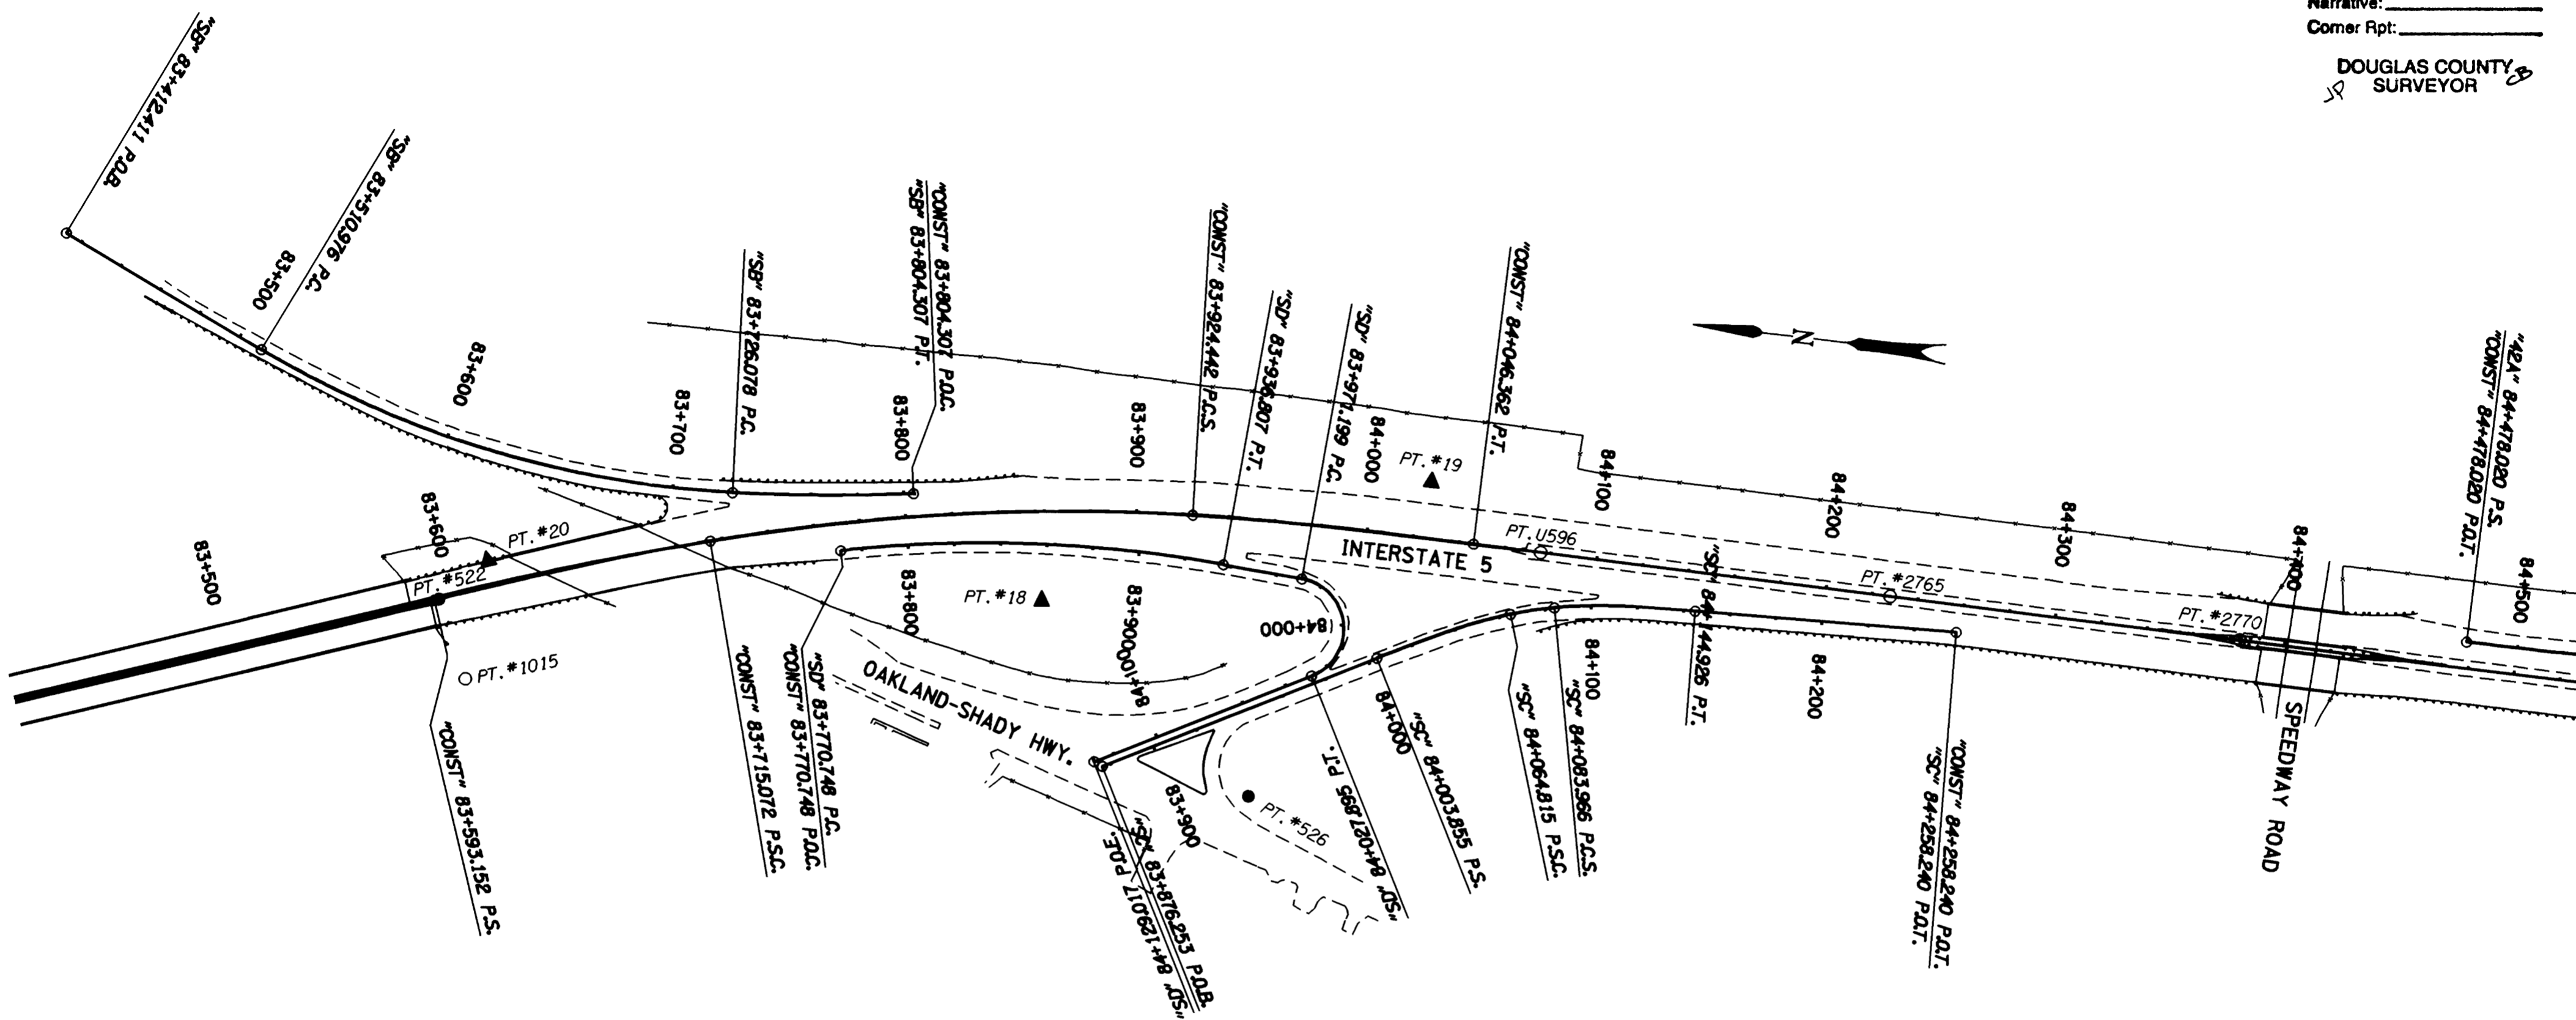 Narrative:
Corner Rpt:
DOUGLAS COUNTY
SURVEYOR
"SB" 83+412.411 P.O.B.
"SB" 83+510.976 P.C.
83+500
83+600
83+700
"SB" 83+726.078 P.C.
83+800
"CONST" 83+804.307 P.O.C.
"SB" 83+804.307 P.T.
83+900
"CONST" 83+924.442 P.C.S.
"SD" 83+936.807 P.T.
"SD" 83+971.199 P.C.
84+000
PT. #19
"CONST" 84+046.362 P.T.
84+100
N
84+200
84+300
84+400
"42A" 84+478.020 P.S.
"CONST" 84+478.020 P.O.T.
84+500
83+500
83+600
PT. #20
PT. #522
PT. #1015
"CONST" 83+593.152 P.S.
"CONST" 83+715.072 P.S.C.
"SD" 83+770.748 P.C.
"CONST" 83+770.748 P.O.C.
83+800
PT. #18
83+900
84+100
84+000
INTERSTATE 5
PT. U596
PT. #2765
PT. #2770
OAKLAND-SHADY HWY.
83+900
PT. #526
"SC" 83+876.253 P.O.B.
"SD" 84+129.017 P.O.E.
"SD" 84+027.895 P.T.
84+000
"SC" 84+003.855 P.S.
"SC" 84+064.815 P.S.C.
"SC" 84+083.966 P.C.S.
84+100
"SC" 84+144.926 P.T.
84+200
"CONST" 84+258.240 P.O.T.
"SC" 84+258.240 P.O.T.
SPEEDWAY ROAD